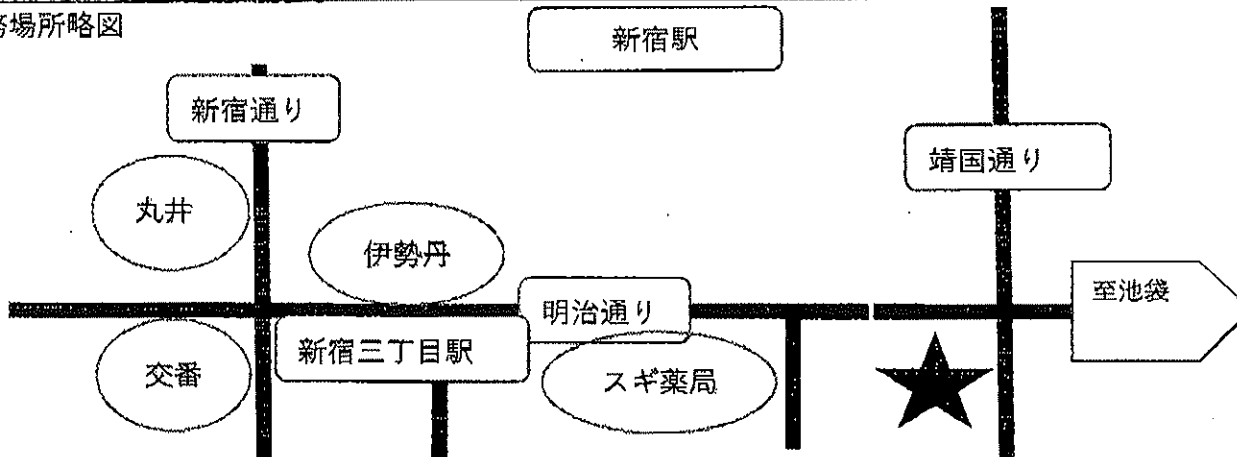 場所略図
新宿駅
新宿通り
靖国通り
丸井
伊勢丹
至池袋
明治通り
新宿三丁目駅
交番
スギ薬局